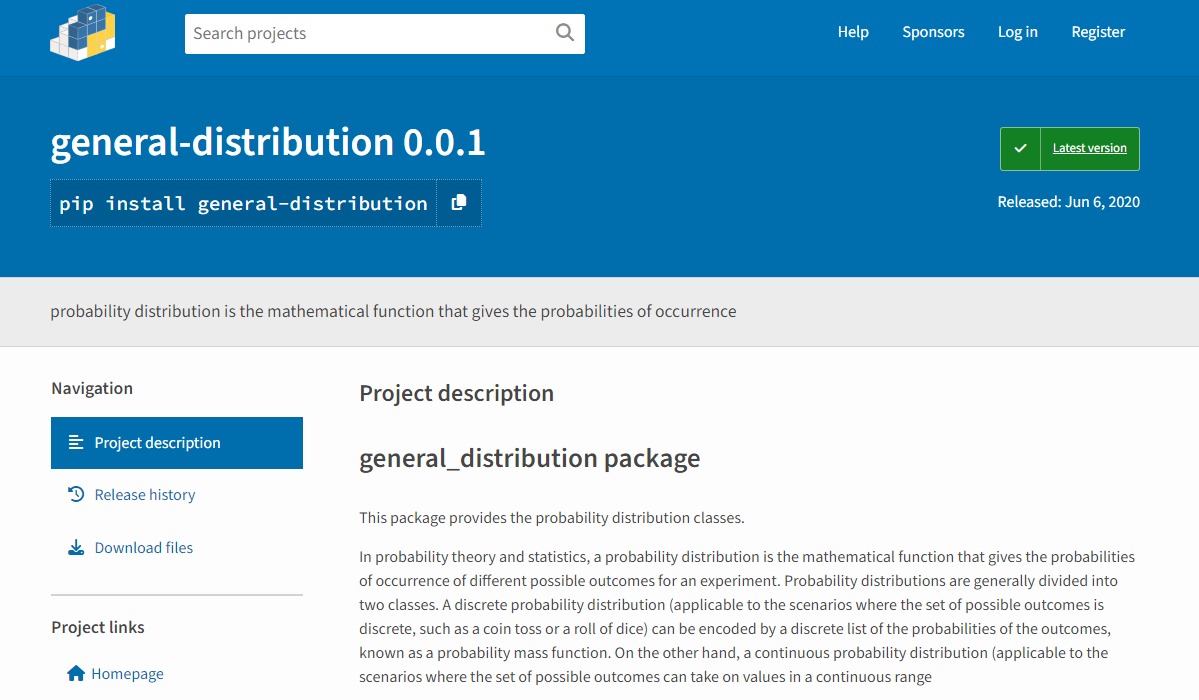 Search projects
Help
Sponsors
Log in
Register
general-distribution 0.0.1
Latest version
pip install general-distribution
Released: Jun 6, 2020
probability distribution is the mathematical function that gives the probabilities of occurrence
Navigation
Project description
Release history
Download files
Project links
Homepage
Project description
general_distribution package
This package provides the probability distribution classes.
In probability theory and statistics, a probability distribution is the mathematical function that gives the probabilities
of occurrence of different possible outcomes for an experiment. Probability distributions are generally divided into
two classes. A discrete probability distribution (applicable to the scenarios where the set of possible outcomes is
discrete, such as a coin toss or a roll of dice) can be encoded by a discrete list of the probabilities of the outcomes,
known as a probability mass function. On the other hand, a continuous probability distribution (applicable to the
scenarios where the set of possible outcomes can take on values in a continuous range